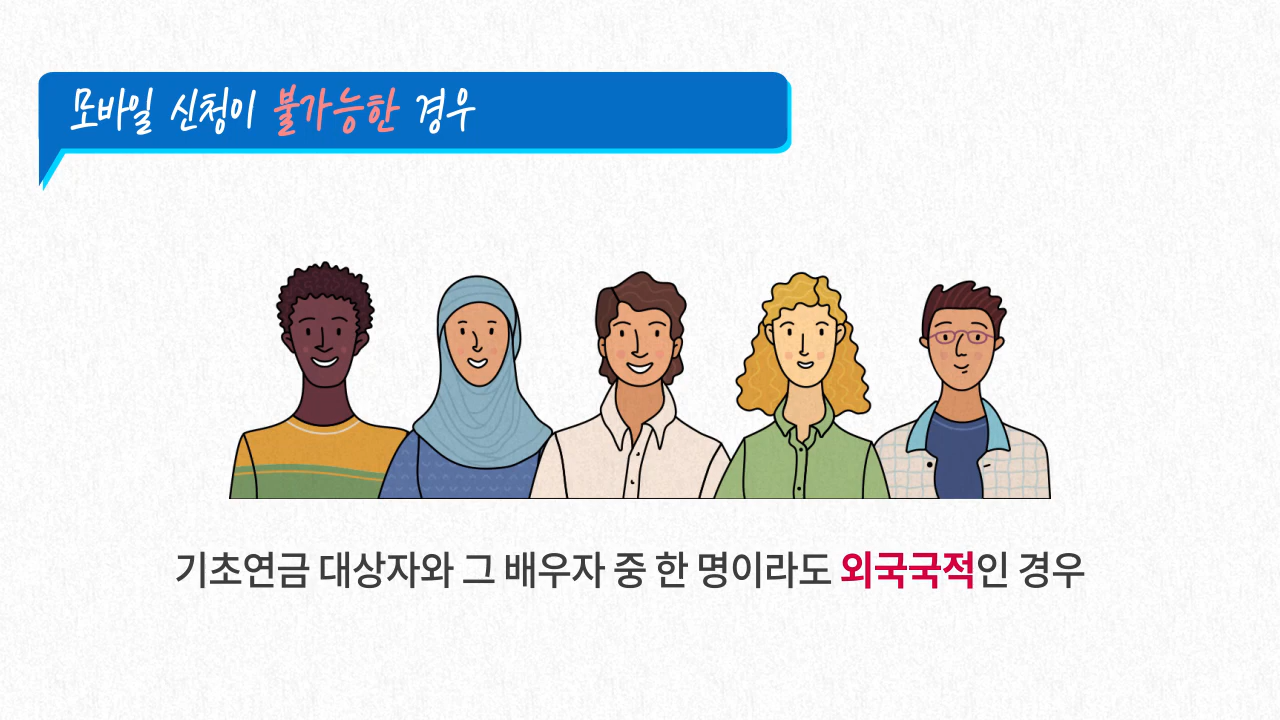 모바일 신청이 불가능한 경우
기초연금 대상자와 그 배우자 중 한 명이라도 외국국적인 경우